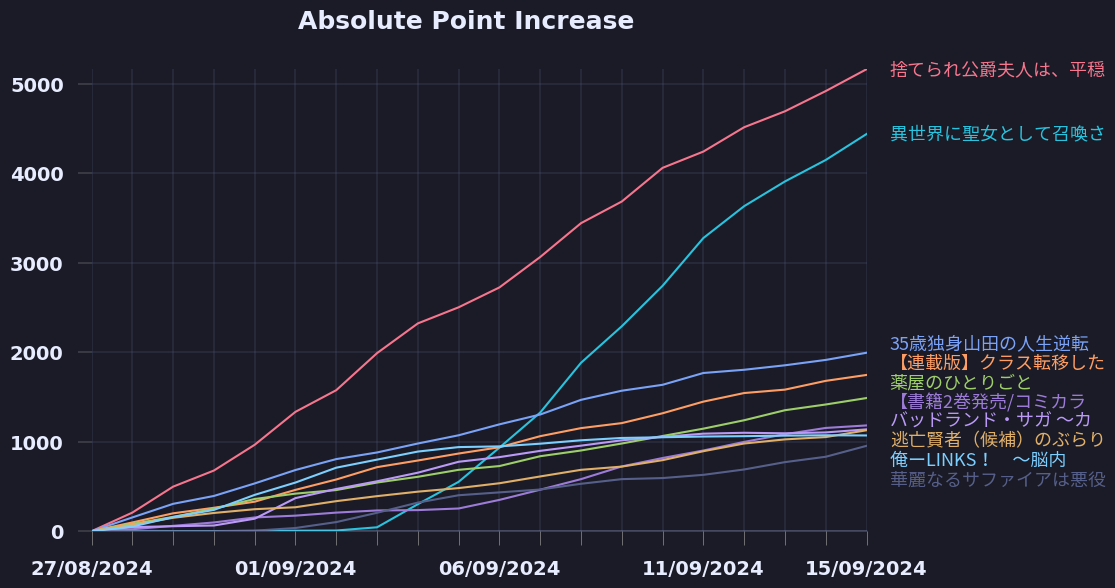 Absolute Point Increase
5000
4000
3000
2000
1000
0
27/08/2024
01/09/2024
06/09/2024
11/09/2024
15/09/2024
捨てられ公爵夫人は、平穏
異世界に聖女として召喚さ
35歳独身山田の人生逆転
【連載版】クラス転移した
薬屋のひとりごと
【書籍2巻発売/コミカラ
バッドランド・サガ ～カ
逃亡賢者（候補）のぶらり
俺ーLINKS！　～脳内
華麗なるサファイアは悪役